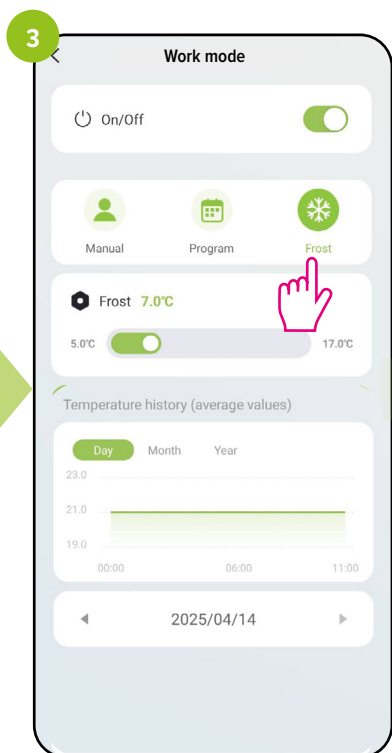 3
Work mode
On/Off
Manual Program Frost
Frost 7.0°C
5.0°C 17.0°C
Temperature history (average values)
Day Month Year
23.0
21.0
19.0
00:00 06:00 11:00
2025/04/14